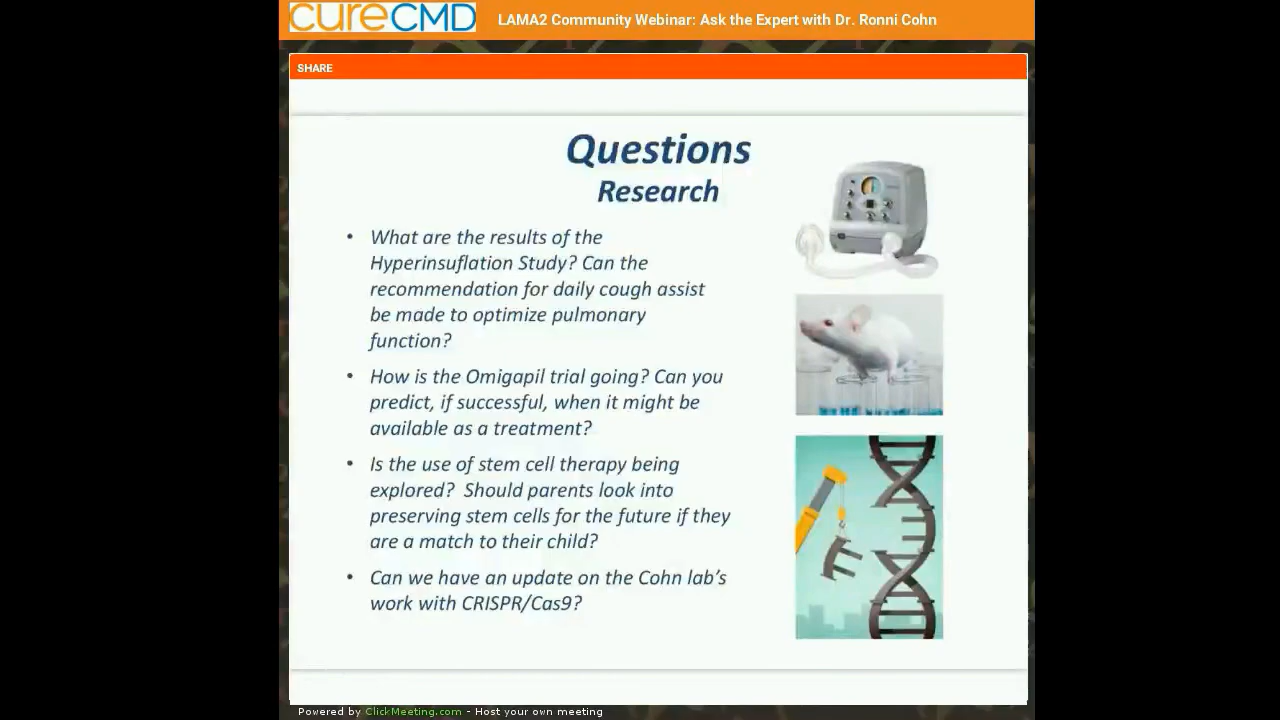 cureCMD LAMA2 Community Webinar: Ask the Expert with Dr. Ronni Cohn
SHARE
Questions
Research
• What are the results of the
Hyperinsuflation Study? Can the
recommendation for daily cough assist
be made to optimize pulmonary
function?
• How is the Omigapil trial going? Can you
predict, if successful, when it might be
available as a treatment?
• Is the use of stem cell therapy being
explored? Should parents look into
preserving stem cells for the future if they
are a match to their child?
• Can we have an update on the Cohn lab's
work with CRISPR/Cas9?
Powered by ClickMeeting.com - Host your own meeting